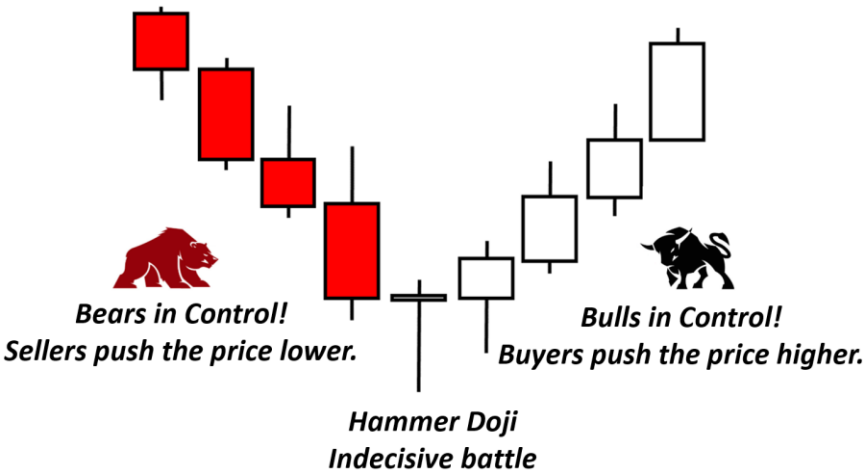 Bears in Control!
Sellers push the price lower.
Bulls in Control!
Buyers push the price higher.
Hammer Doji
Indecisive battle